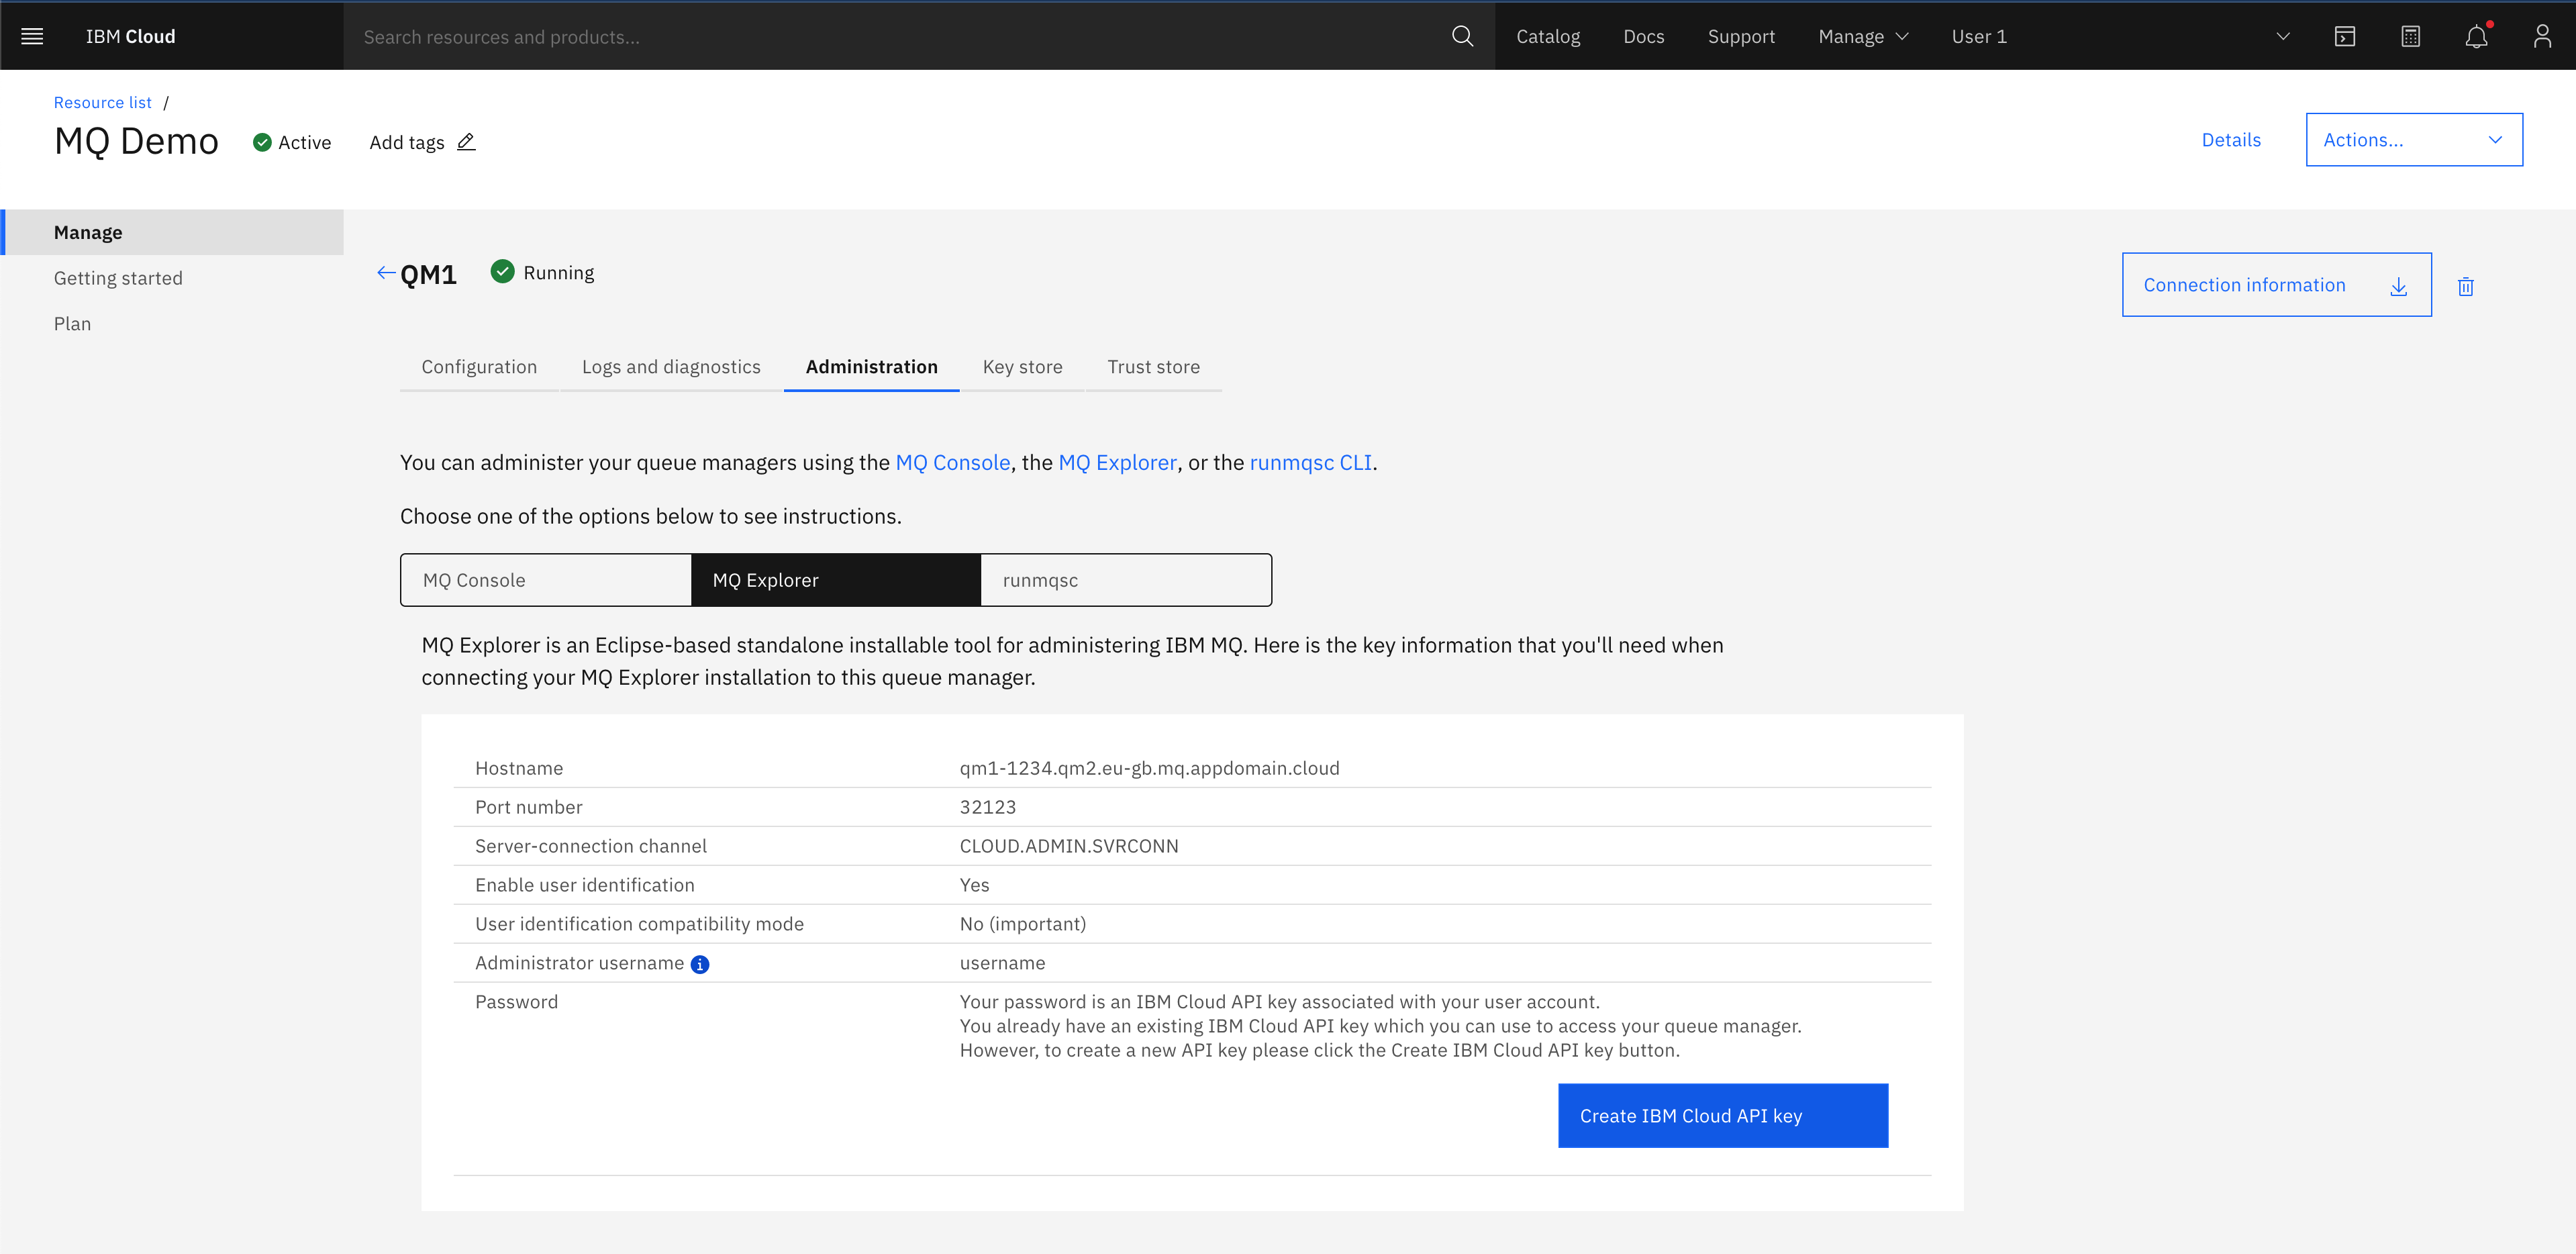 IBM Cloud
Search resources and products...
Catalog
Docs
Support
Manage
User 1
Resource list /
MQ Demo
Active
Add tags
Details
Actions...
Manage
Getting started
Plan
QM1
Running
Connection information
Configuration
Logs and diagnostics
Administration
Key store
Trust store
You can administer your queue managers using the MQ Console, the MQ Explorer, or the runmqsc CLI.
Choose one of the options below to see instructions.
MQ Console
MQ Explorer
runmqsc
MQ Explorer is an Eclipse-based standalone installable tool for administering IBM MQ. Here is the key information that you'll need when
connecting your MQ Explorer installation to this queue manager.
Hostname qm1-1234.qm2.eu-gb.mq.appdomain.cloud
Port number 32123
Server-connection channel CLOUD.ADMIN.SVRCONN
Enable user identification Yes
User identification compatibility mode No (important)
Administrator username username
Password Your password is an IBM Cloud API key associated with your user account.
You already have an existing IBM Cloud API key which you can use to access your queue manager.
However, to create a new API key please click the Create IBM Cloud API key button.
Create IBM Cloud API key